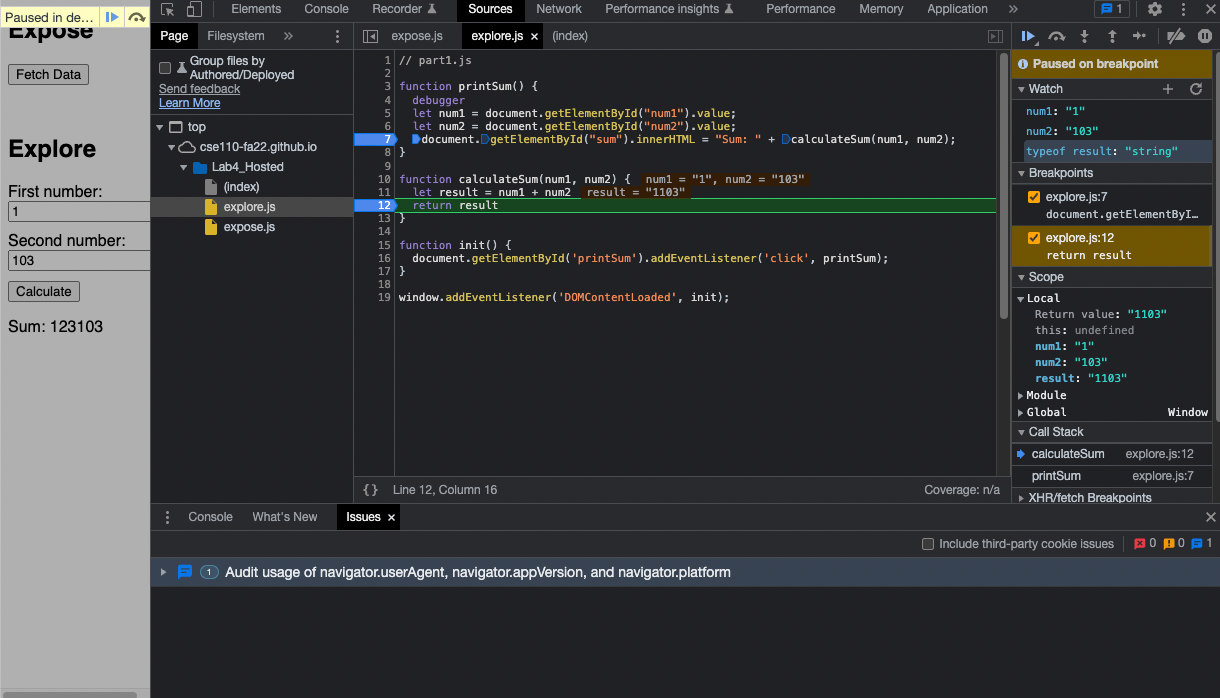 Paused in de…
Expose
Fetch Data
Explore
First number:
1
Second number:
103
Calculate
Sum: 123103
Elements Console Recorder Sources Network Performance insights Performance Memory Application » 1
Page Filesystem »
Group files by
Authored/Deployed
Send feedback
Learn More
top
cse110-fa22.github.io
Lab4_Hosted
(index)
explore.js
expose.js
expose.js explore.js × (index)
1 // part1.js
2
3 function printSum() {
4 debugger
5 let num1 = document.getElementById("num1").value;
6 let num2 = document.getElementById("num2").value;
7 document.getElementById("sum").innerHTML = "Sum: " + calculateSum(num1, num2);
8 }
9
10 function calculateSum(num1, num2) { num1 = "1", num2 = "103"
11 let result = num1 + num2 result = "1103"
12 return result
13 }
14
15 function init() {
16 document.getElementById('printSum').addEventListener('click', printSum);
17 }
18
19 window.addEventListener('DOMContentLoaded', init);
{} Line 12, Column 16 Coverage: n/a
Paused on breakpoint
Watch
num1: "1"
num2: "103"
typeof result: "string"
Breakpoints
explore.js:7
document.getElementByI…
explore.js:12
return result
Scope
Local
Return value: "1103"
this: undefined
num1: "1"
num2: "103"
result: "1103"
Module
Global Window
Call Stack
calculateSum explore.js:12
printSum explore.js:7
XHR/fetch Breakpoints
Console What's New Issues ×
Include third-party cookie issues 0 0 1
1 Audit usage of navigator.userAgent, navigator.appVersion, and navigator.platform